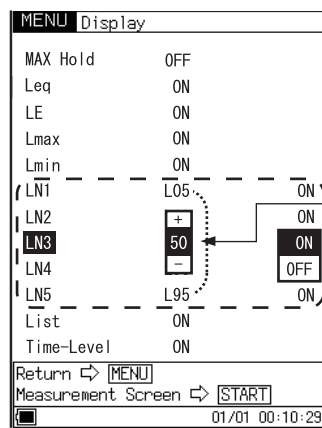 MENU Display
MAX Hold OFF
Leq ON
LE ON
Lmax ON
Lmin ON
LN1 L05 ON
LN2 + ON
LN3 50 ON
LN4 - OFF
LN5 L95 ON
List ON
Time-Level ON
Return ⇨ MENU
Measurement Screen ⇨ START
01/01 00:10:29